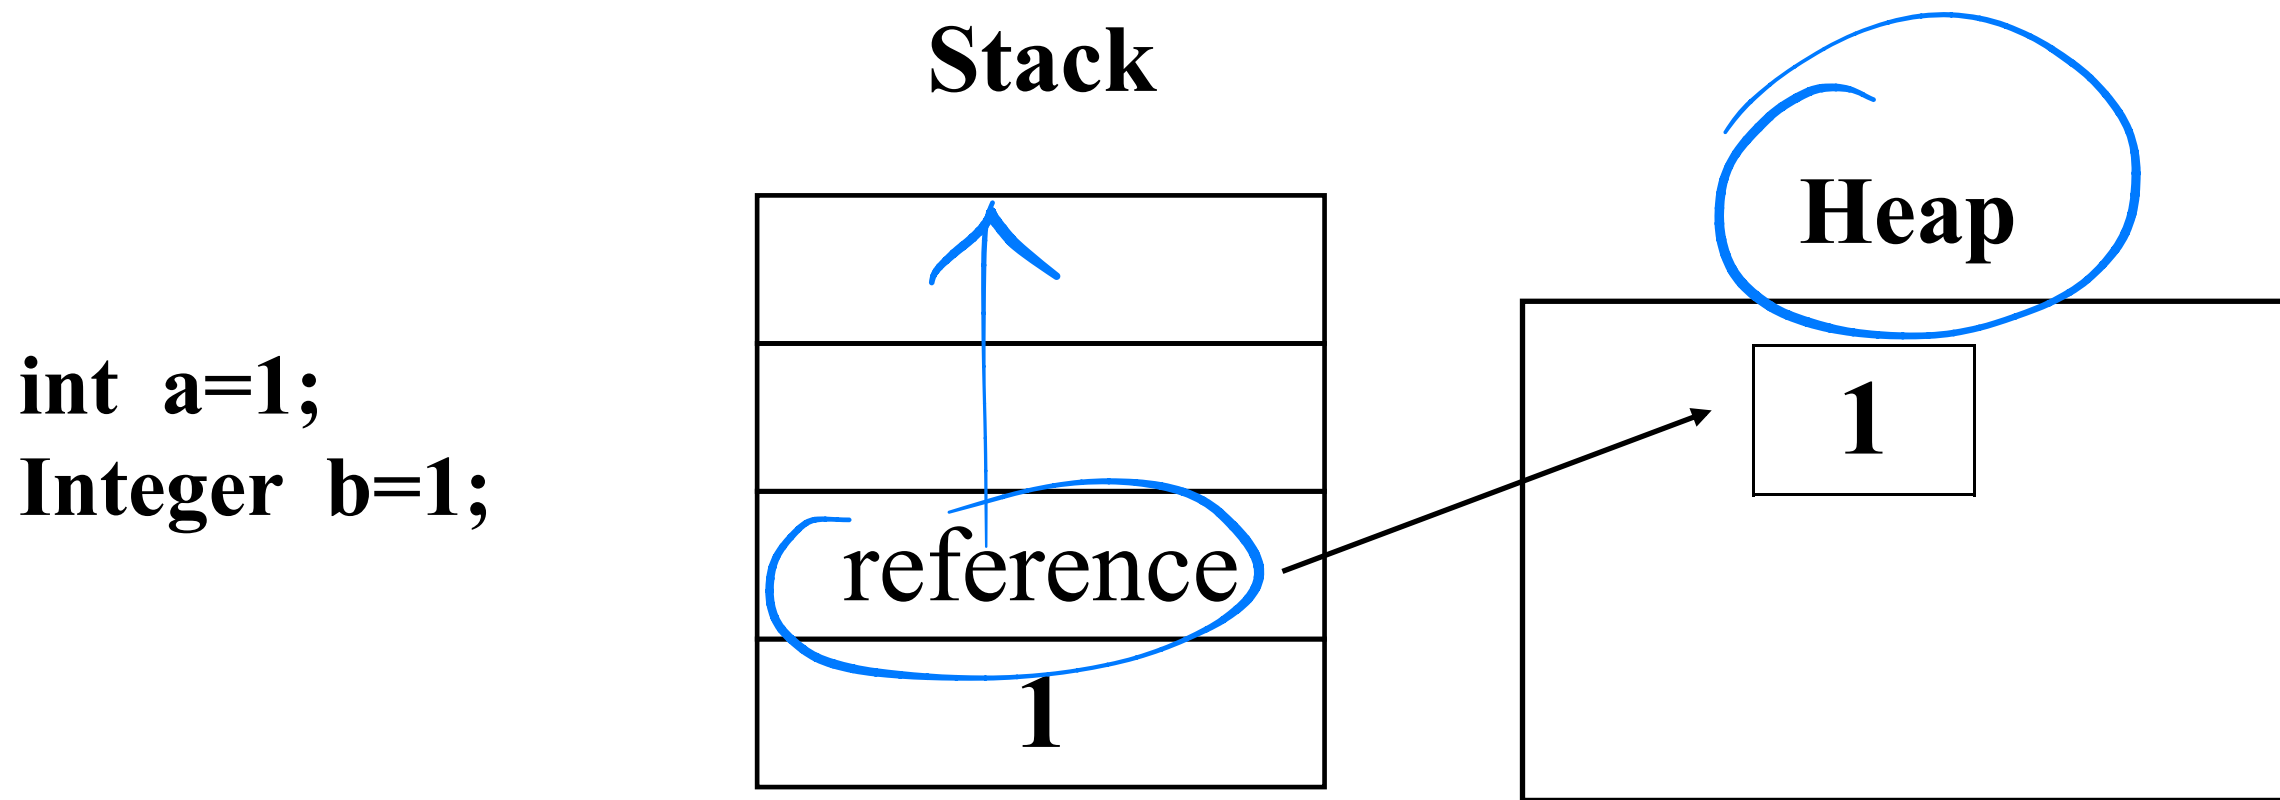 Stack
Heap
int a=1;
Integer b=1;
1
reference
1